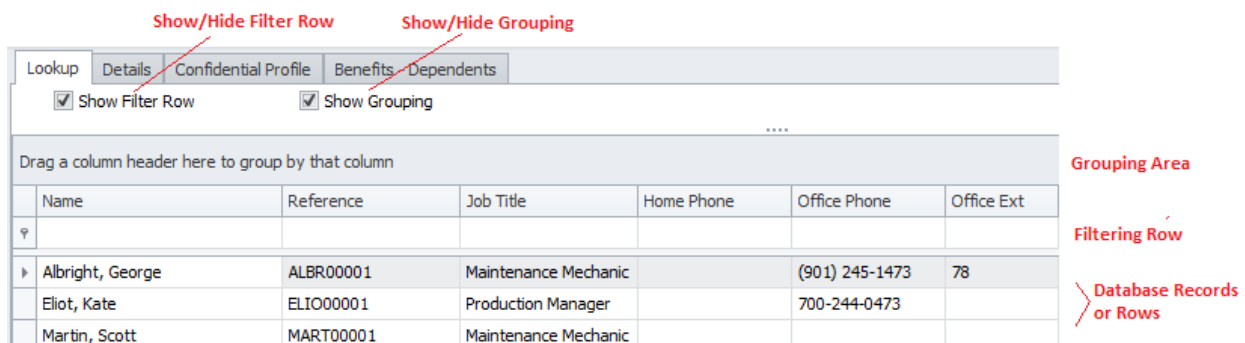 Show/Hide Filter Row Show/Hide Grouping
Lookup Details Confidential Profile Benefits - Dependents
Show Filter Row Show Grouping
Drag a column header here to group by that column Grouping Area
Name Reference Job Title Home Phone Office Phone Office Ext
Filtering Row
Albright, George ALBR00001 Maintenance Mechanic (901) 245-1473 78
Database Records
Eliot, Kate ELIO00001 Production Manager 700-244-0473
or Rows
Martin, Scott MART00001 Maintenance Mechanic